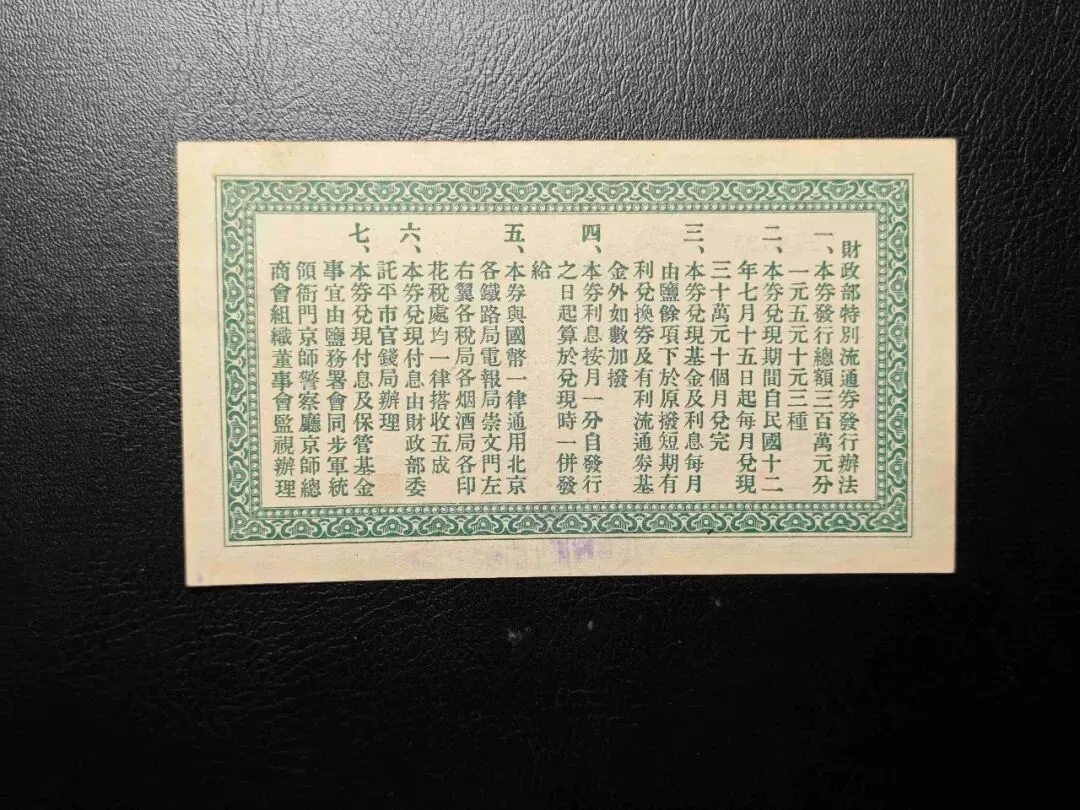 財政部特別流通券發行辦法
一、本券發行總額三百萬元分
一元五元十元三種
二、本券兌現期間自民國十二
年七月十五日起每月兌現
三十萬元十個月兌完
三、本券兌現基金及利息每月
由鹽餘項下於原撥短期有
利兌換券及有利流通券基
金外如數加撥
四、本券利息按月一分自發行
之日起算於兌現時一併發
給
五、本券與國幣一律通用北京
各鐵路局電報局崇文門左
右翼各稅局各烟酒局各印
花稅處均一律搭收五成
六、本券兌現付息由財政部委
託平市官錢局辦理
七、本券兌現付息及保管基金
事宜由鹽務署會同步軍統
領衙門京師警察廳京師總
商會組織董事會監視辦理